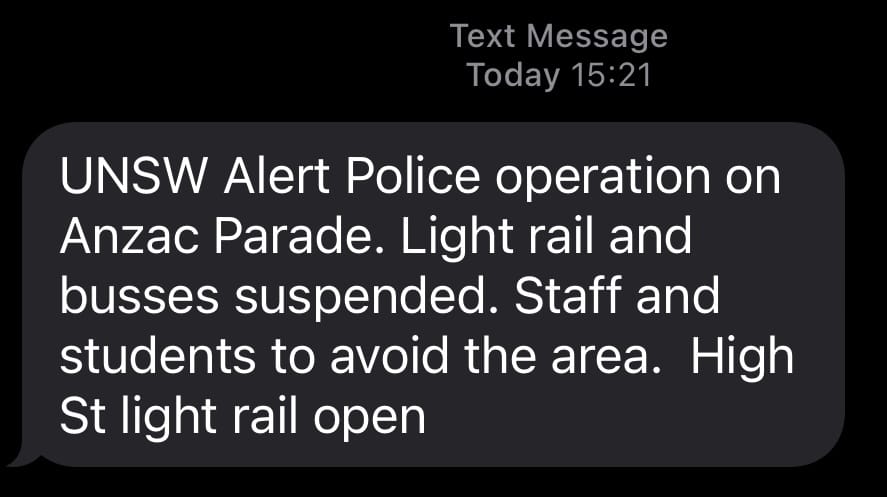 Text Message
Today 15:21
UNSW Alert Police operation on
Anzac Parade. Light rail and
busses suspended. Staff and
students to avoid the area.  High
St light rail open